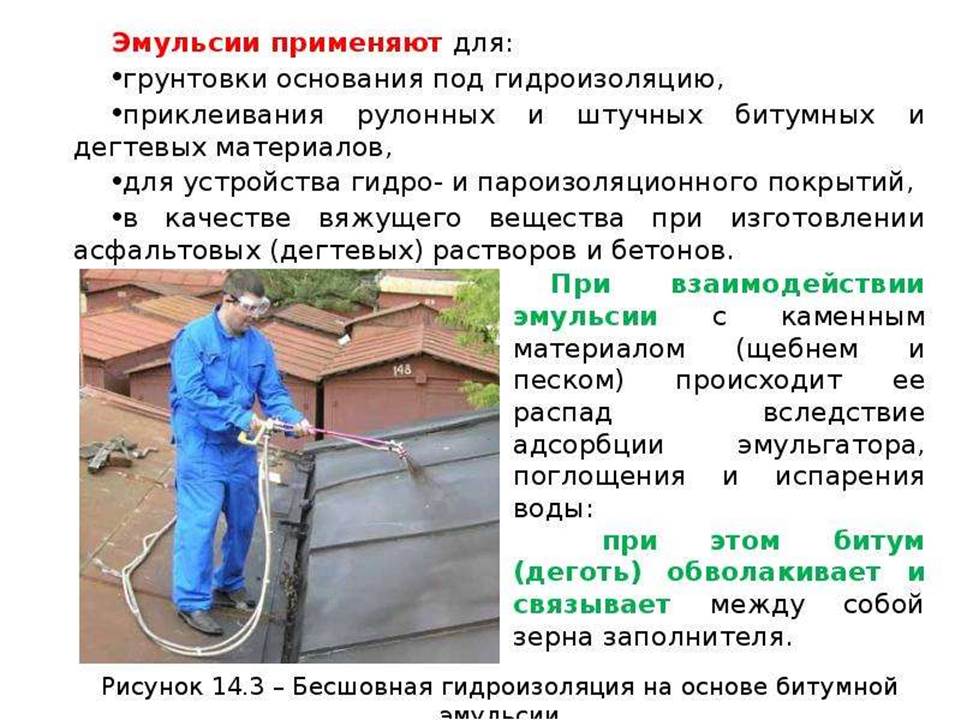 Эмульсии применяют для:
•грунтовки основания под гидроизоляцию,
•приклеивания рулонных и штучных битумных и
дегтевых материалов,
•для устройства гидро- и пароизоляционного покрытий,
•в качестве вяжущего вещества при изготовлении
асфальтовых (дегтевых) растворов и бетонов.
При взаимодействии
эмульсии с каменным
материалом (щебнем и
песком) происходит ее
распад вследствие
адсорбции эмульгатора,
поглощения и испарения
воды:
при этом битум
(деготь) обволакивает и
связывает между собой
зерна заполнителя.
148
Рисунок 14.3 – Бесшовная гидроизоляция на основе битумной
эмульсии